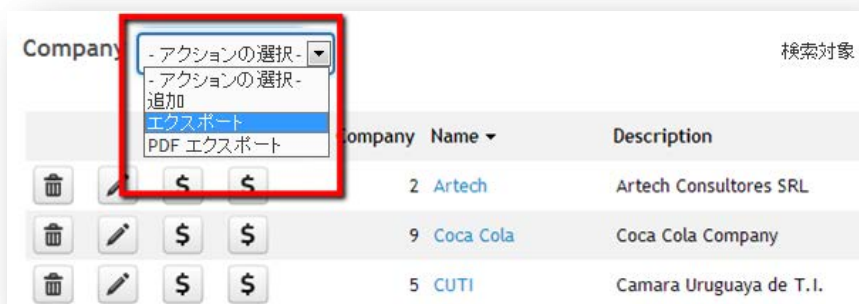 Company
- アクションの選択 -
検索対象
- アクションの選択 -
追加
エクスポート
PDF エクスポート
Company Name Description
$ $ 2 Artech Artech Consultores SRL
$ $ 9 Coca Cola Coca Cola Company
$ $ 5 CUTI Camara Uruguaya de T.I.